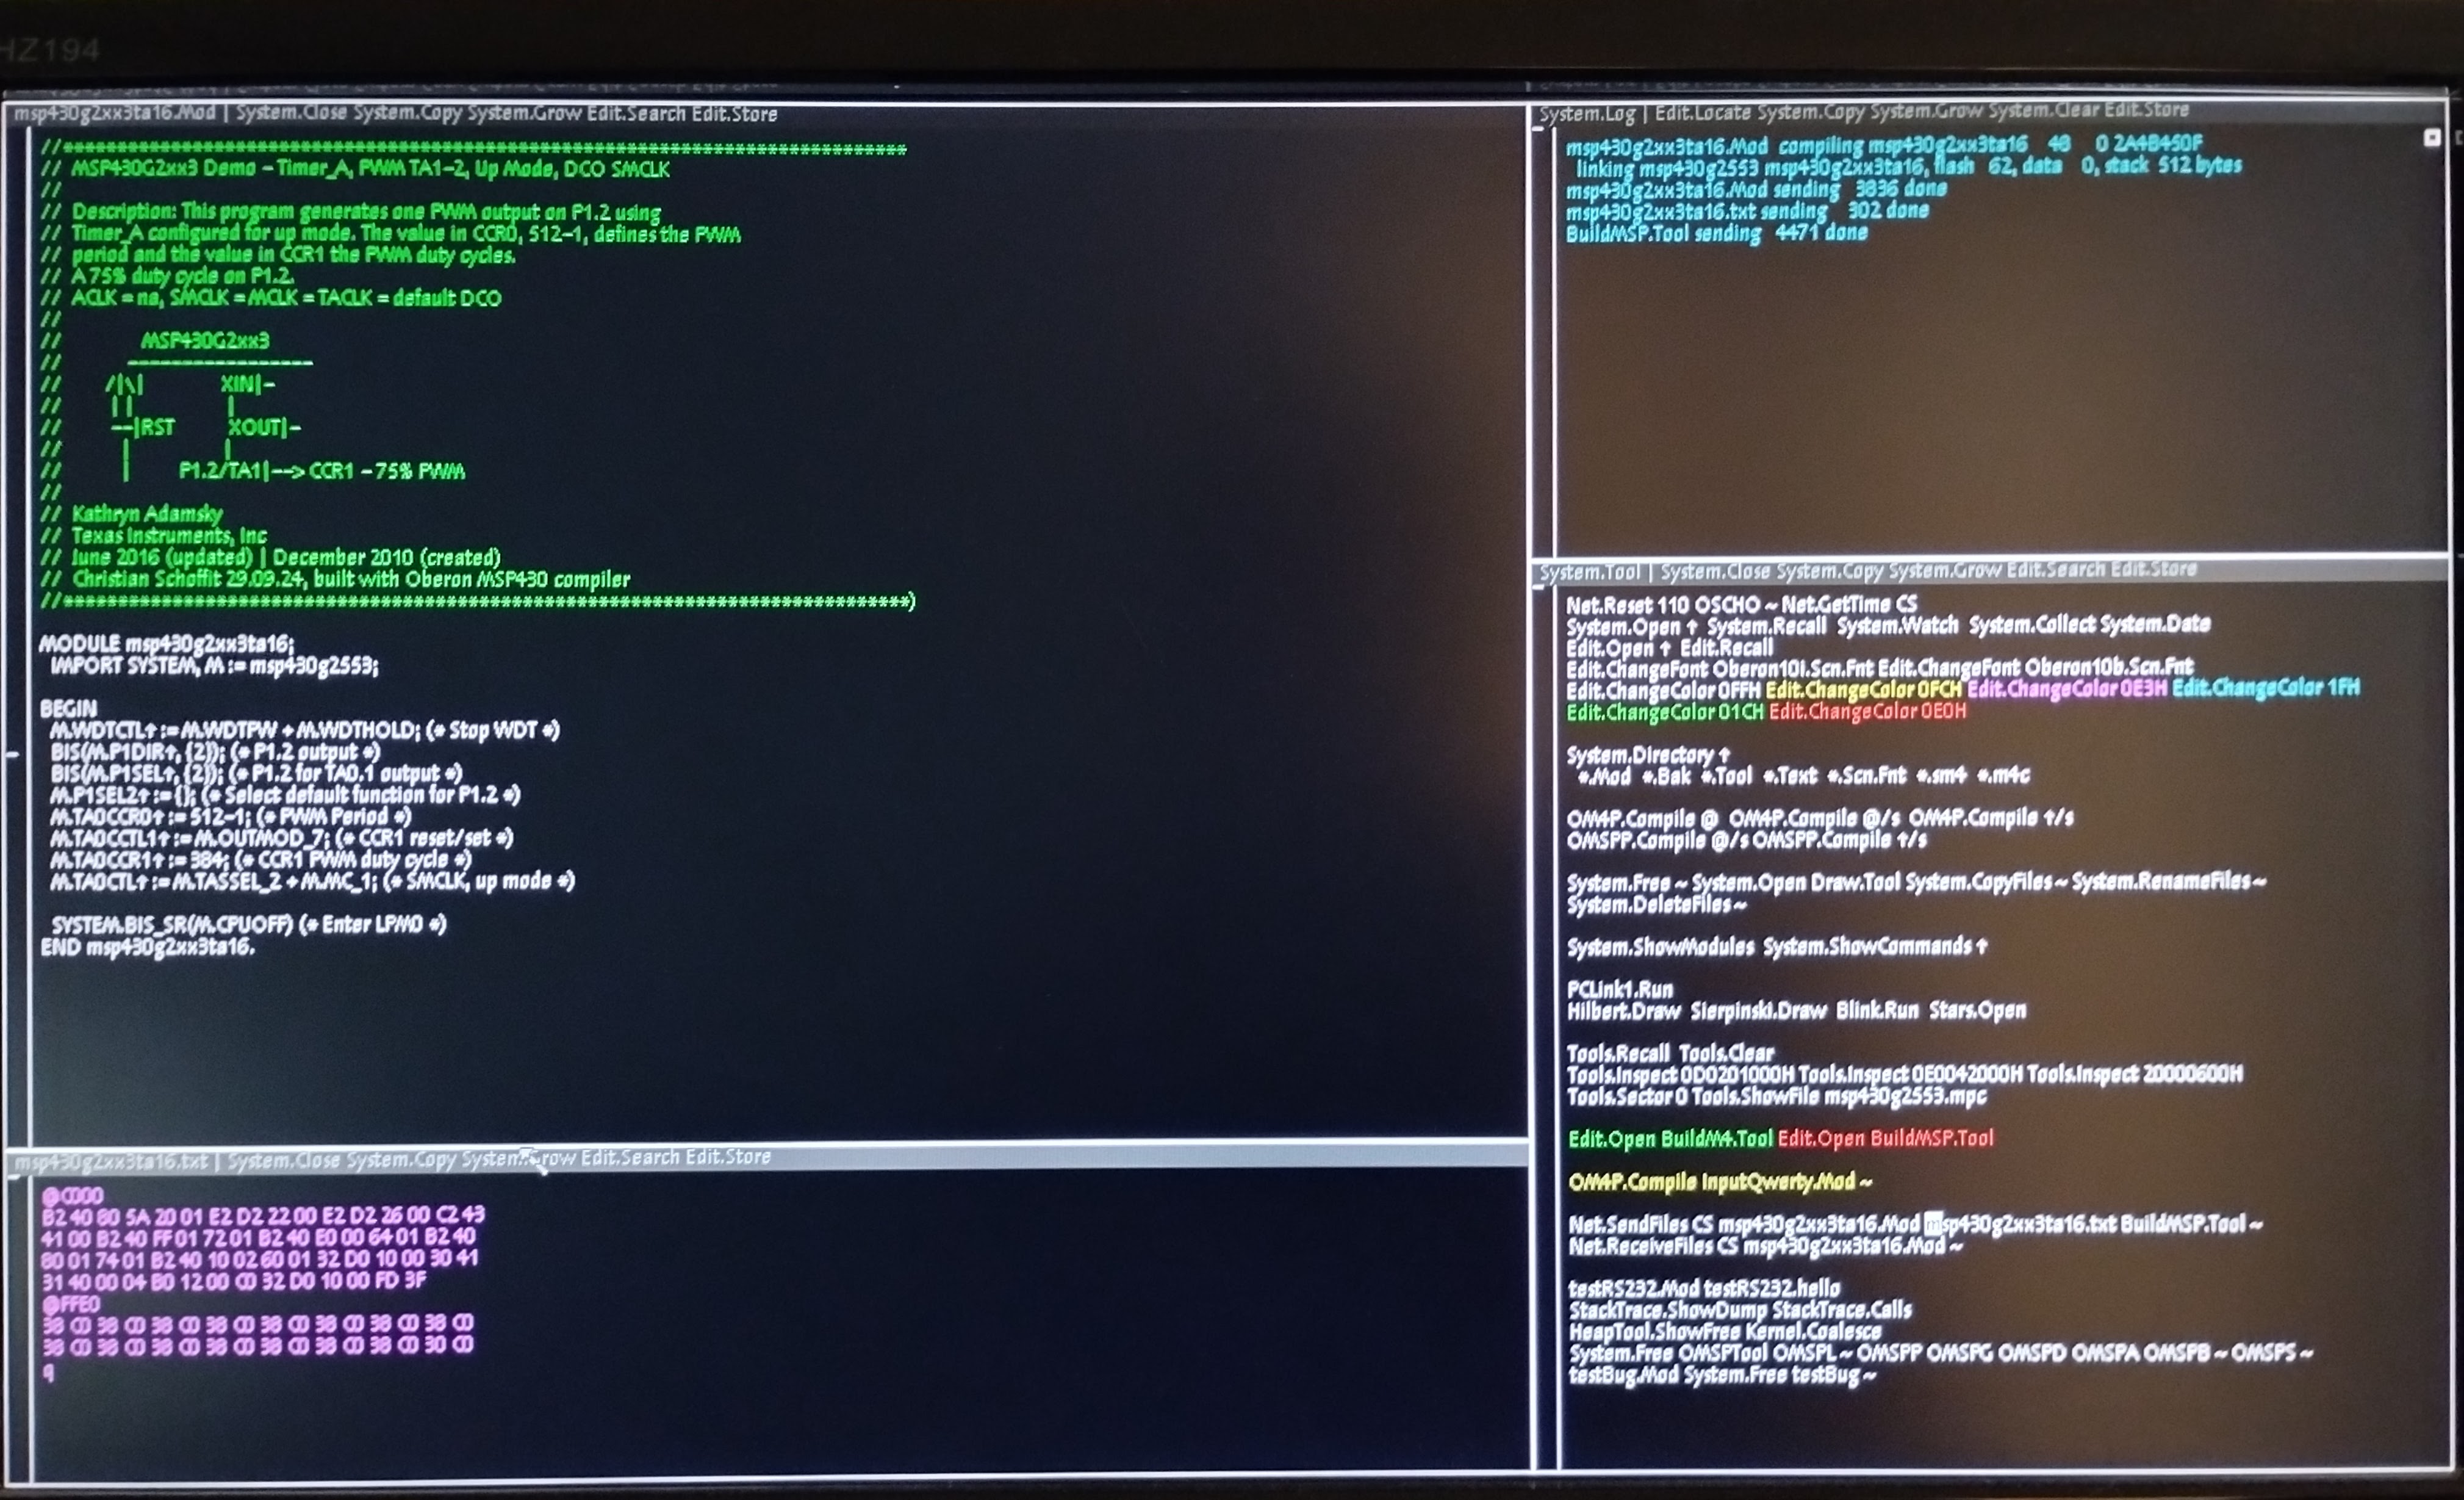 HZ194
msp430g2xx3ta16.Mod | System.Close System.Copy System.Grow Edit.Search Edit.Store
//******************************************************************************
// MSP430G2xx3 Demo - Timer_A, PWM TA1-2, Up Mode, DCO SMCLK
//
// Description: This program generates one PWM output on P1.2 using
// Timer_A configured for up mode. The value in CCR0, 512-1, defines the PWM
// period and the value in CCR1 the PWM duty cycles.
// A 75% duty cycle on P1.2.
// ACLK = na, SMCLK = MCLK = TACLK = default DCO
//
// MSP430G2xx3
// -----------------
// /|\| XIN|-
// | | |
// --|RST XOUT|-
// | |
// | P1.2/TA1|--> CCR1 - 75% PWM
//
// Kathryn Adamsky
// Texas Instruments, Inc
// June 2016 (updated) | December 2010 (created)
// Christian Schoffit 29.09.24, built with Oberon MSP430 compiler
//******************************************************************************)
MODULE msp430g2xx3ta16;
IMPORT SYSTEM, M := msp430g2553;
BEGIN
M.WDTCTL↑ := M.WDTPW + M.WDTHOLD; (* Stop WDT *)
BIS(M.P1DIR↑, {2}); (* P1.2 output *)
BIS(M.P1SEL↑, {2}); (* P1.2 for TA0.1 output *)
M.P1SEL2↑ := {}; (* Select default function for P1.2 *)
M.TA0CCR0↑ := 512-1; (* PWM Period *)
M.TA0CCTL1↑ := M.OUTMOD_7; (* CCR1 reset/set *)
M.TA0CCR1↑ := 384; (* CCR1 PWM duty cycle *)
M.TA0CTL↑ := M.TASSEL_2 + M.MC_1; (* SMCLK, up mode *)
SYSTEM.BIS_SR(M.CPUOFF) (* Enter LPM0 *)
END msp430g2xx3ta16.
msp430g2xx3ta16.txt | System.Close System.Copy System.Grow Edit.Search Edit.Store
@C000
B2 40 80 5A 20 01 E2 D2 22 00 E2 D2 26 00 C2 43
41 00 B2 40 FF 01 72 01 B2 40 E0 00 64 01 B2 40
80 01 74 01 B2 40 10 02 60 01 32 D0 10 00 30 41
31 40 00 04 B0 12 00 C0 32 D0 10 00 FD 3F
@FFE0
38 C0 38 C0 38 C0 38 C0 38 C0 38 C0 38 C0 38 C0
38 C0 38 C0 38 C0 38 C0 38 C0 38 C0 38 C0 30 C0
q
System.Log | Edit.Locate System.Copy System.Grow System.Clear Edit.Store
msp430g2xx3ta16.Mod compiling msp430g2xx3ta16 48 0 2A4B450F
linking msp430g2553 msp430g2xx3ta16, flash 62, data 0, stack 512 bytes
msp430g2xx3ta16.Mod sending 3836 done
msp430g2xx3ta16.txt sending 302 done
BuildMSP.Tool sending 4471 done
System.Tool | System.Close System.Copy System.Grow Edit.Search Edit.Store
Net.Reset 110 OSCHO ~ Net.GetTime CS
System.Open ↑ System.Recall System.Watch System.Collect System.Date
Edit.Open ↑ Edit.Recall
Edit.ChangeFont Oberon10i.Scn.Fnt Edit.ChangeFont Oberon10b.Scn.Fnt
Edit.ChangeColor 0FFH Edit.ChangeColor 0FCH Edit.ChangeColor 0E3H Edit.ChangeColor 1FH
Edit.ChangeColor 01CH Edit.ChangeColor 0E0H
System.Directory ↑
*.Mod *.Bak *.Tool *.Text *.Scn.Fnt *.sm4 *.m4c
OM4P.Compile @ OM4P.Compile @/s OM4P.Compile ↑/s
OMSPP.Compile @/s OMSPP.Compile ↑/s
System.Free ~ System.Open Draw.Tool System.CopyFiles ~ System.RenameFiles ~
System.DeleteFiles ~
System.ShowModules System.ShowCommands ↑
PCLink1.Run
Hilbert.Draw Sierpinski.Draw Blink.Run Stars.Open
Tools.Recall Tools.Clear
Tools.Inspect 0D0201000H Tools.Inspect 0E0042000H Tools.Inspect 20000600H
Tools.Sector 0 Tools.ShowFile msp430g2553.mpc
Edit.Open BuildM4.Tool Edit.Open BuildMSP.Tool
OM4P.Compile InputQwerty.Mod ~
Net.SendFiles CS msp430g2xx3ta16.Mod msp430g2xx3ta16.txt BuildMSP.Tool ~
Net.ReceiveFiles CS msp430g2xx3ta16.Mod ~
testRS232.Mod testRS232.hello
StackTrace.ShowDump StackTrace.Calls
HeapTool.ShowFree Kernel.Coalesce
System.Free OMSPTool OMSPL ~ OMSPP OMSPG OMSPD OMSPA OMSPB ~ OMSPS ~
testBug.Mod System.Free testBug ~